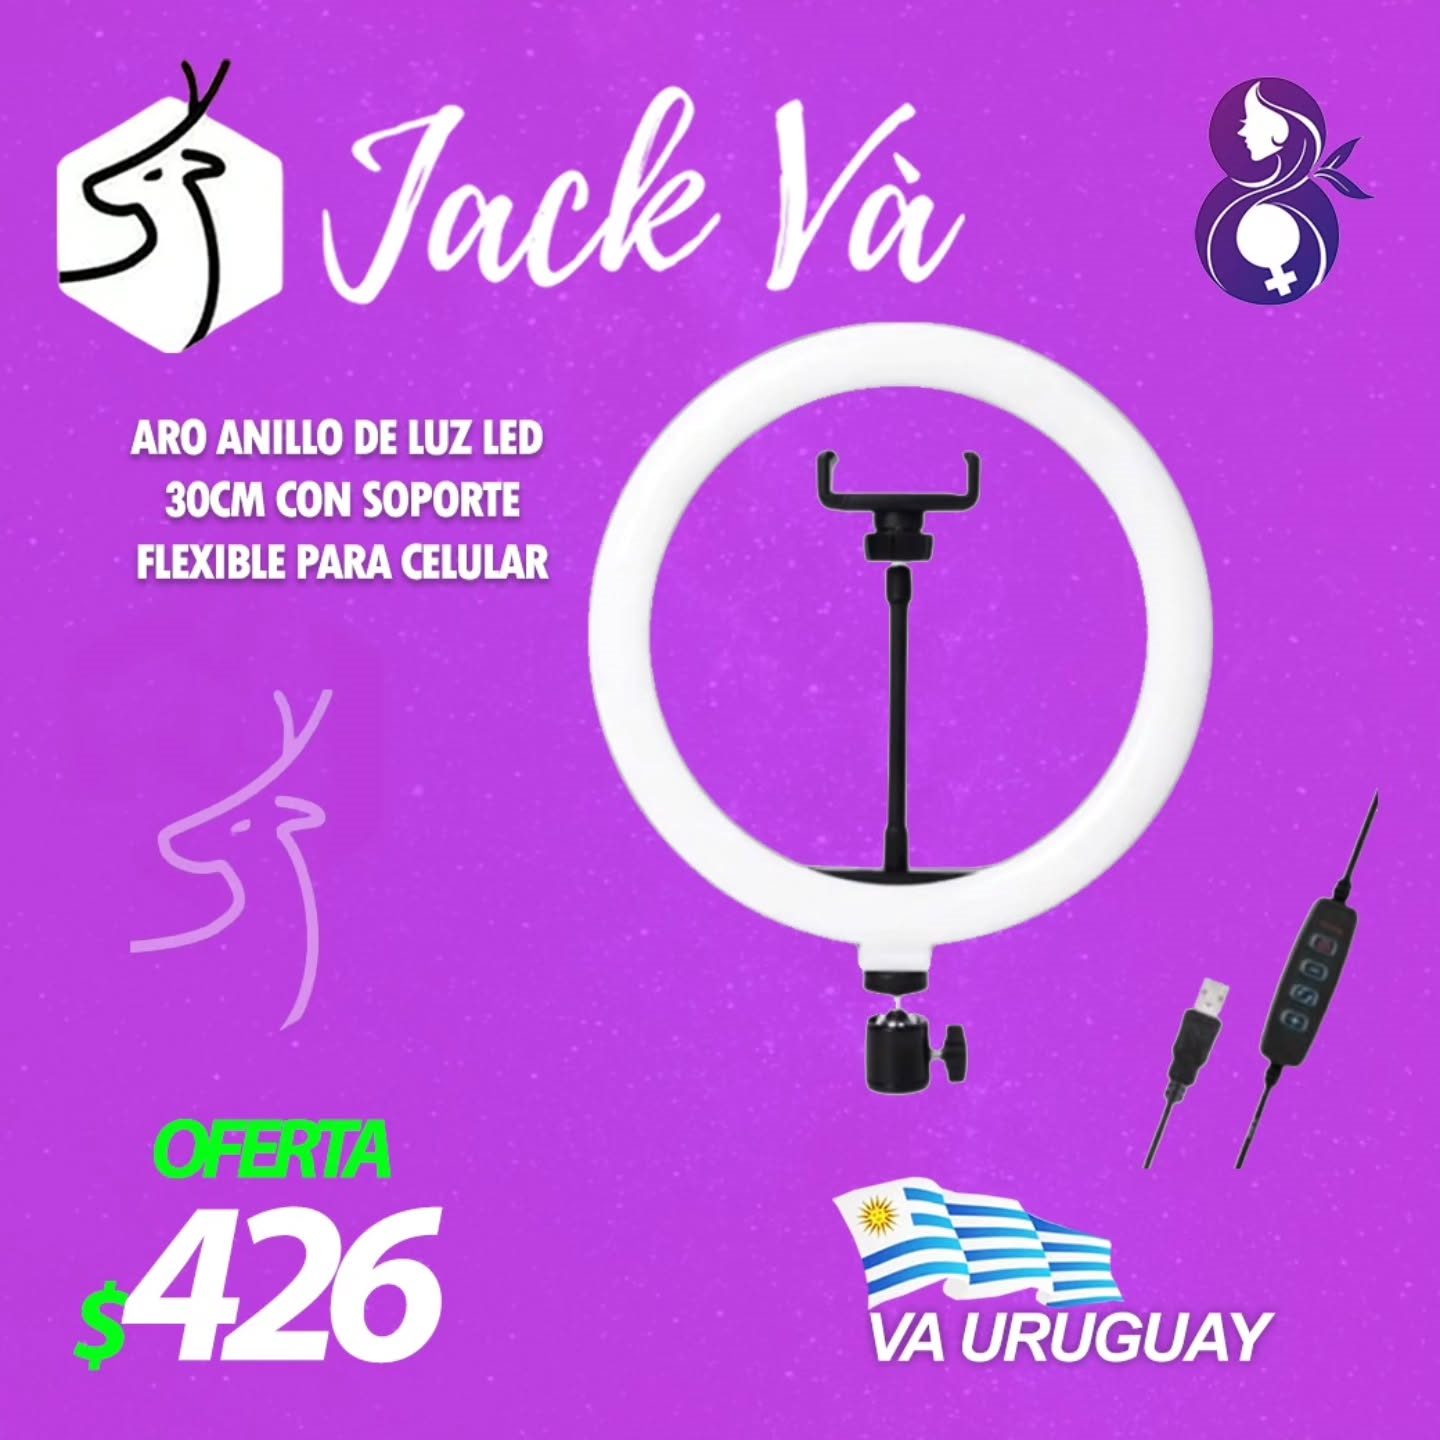 Jack Và
ARO ANILLO DE LUZ LED
30CM CON SOPORTE
FLEXIBLE PARA CELULAR
OFERTA
$426
VA URUGUAY